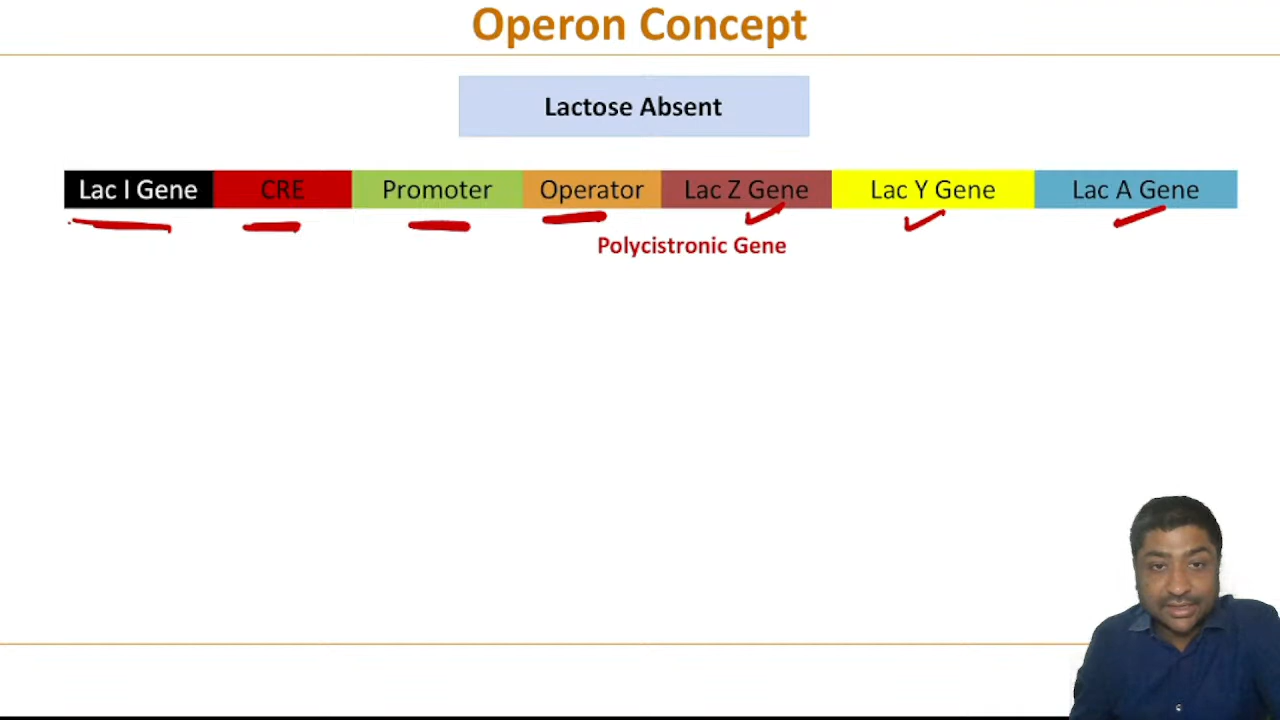 Operon Concept
Lactose Absent
Lac I Gene CRE Promoter Operator Lac Z Gene Lac Y Gene Lac A Gene
Polycistronic Gene